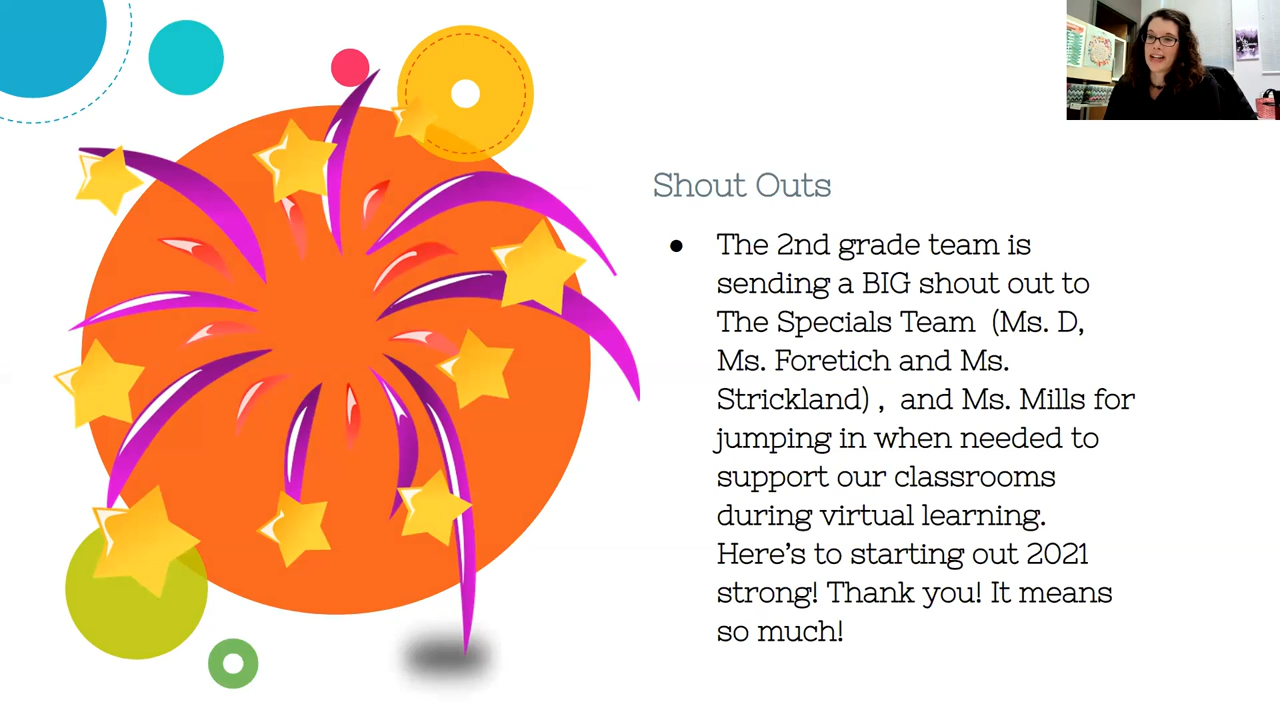 Shout Outs
● The 2nd grade team is
sending a BIG shout out to
The Specials Team (Ms. D,
Ms. Foretich and Ms.
Strickland) , and Ms. Mills for
jumping in when needed to
support our classrooms
during virtual learning.
Here's to starting out 2021
strong! Thank you! It means
so much!